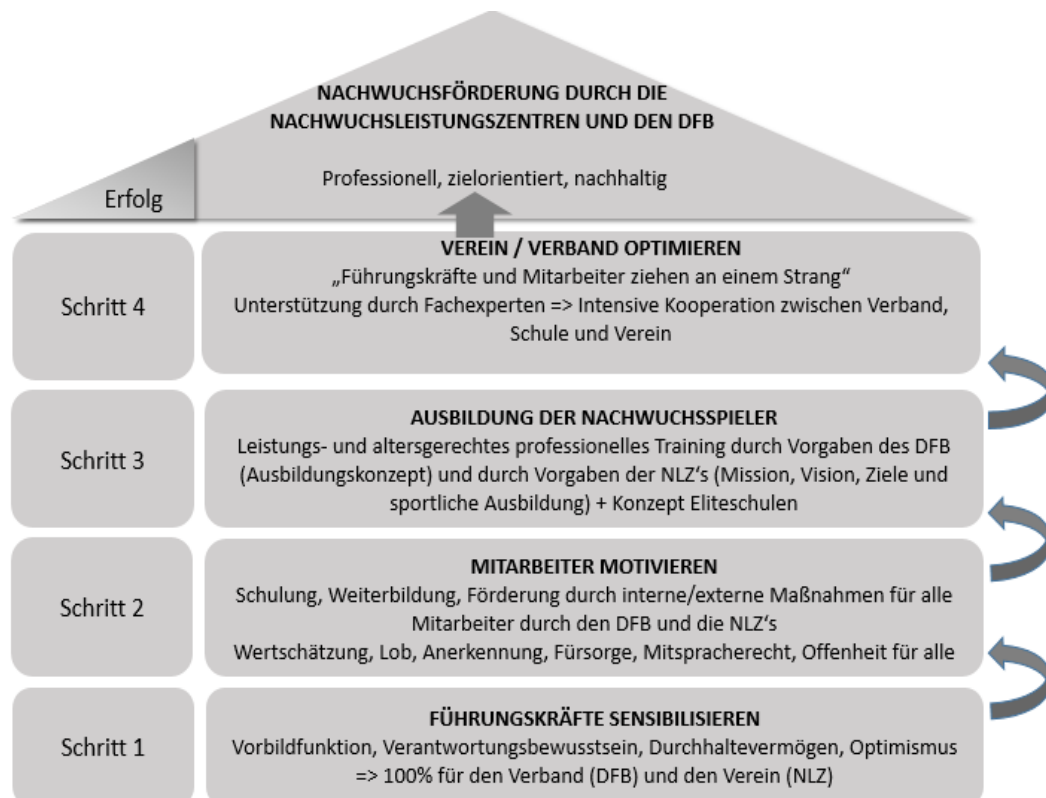 NACHWUCHSFÖRDERUNG DURCH DIE
NACHWUCHSLEISTUNGSZENTREN UND DEN DFB
Professionell, zielorientiert, nachhaltig
Erfolg
Schritt 4
VEREIN / VERBAND OPTIMIEREN
„Führungskräfte und Mitarbeiter ziehen an einem Strang“
Unterstützung durch Fachexperten => Intensive Kooperation zwischen Verband,
Schule und Verein
Schritt 3
AUSBILDUNG DER NACHWUCHSSPIELER
Leistungs- und altersgerechtes professionelles Training durch Vorgaben des DFB
(Ausbildungskonzept) und durch Vorgaben der NLZ‘s (Mission, Vision, Ziele und
sportliche Ausbildung) + Konzept Eliteschulen
Schritt 2
MITARBEITER MOTIVIEREN
Schulung, Weiterbildung, Förderung durch interne/externe Maßnahmen für alle
Mitarbeiter durch den DFB und die NLZ‘s
Wertschätzung, Lob, Anerkennung, Fürsorge, Mitspracherecht, Offenheit für alle
Schritt 1
FÜHRUNGSKRÄFTE SENSIBILISIEREN
Vorbildfunktion, Verantwortungsbewusstsein, Durchhaltevermögen, Optimismus
=> 100% für den Verband (DFB) und den Verein (NLZ)